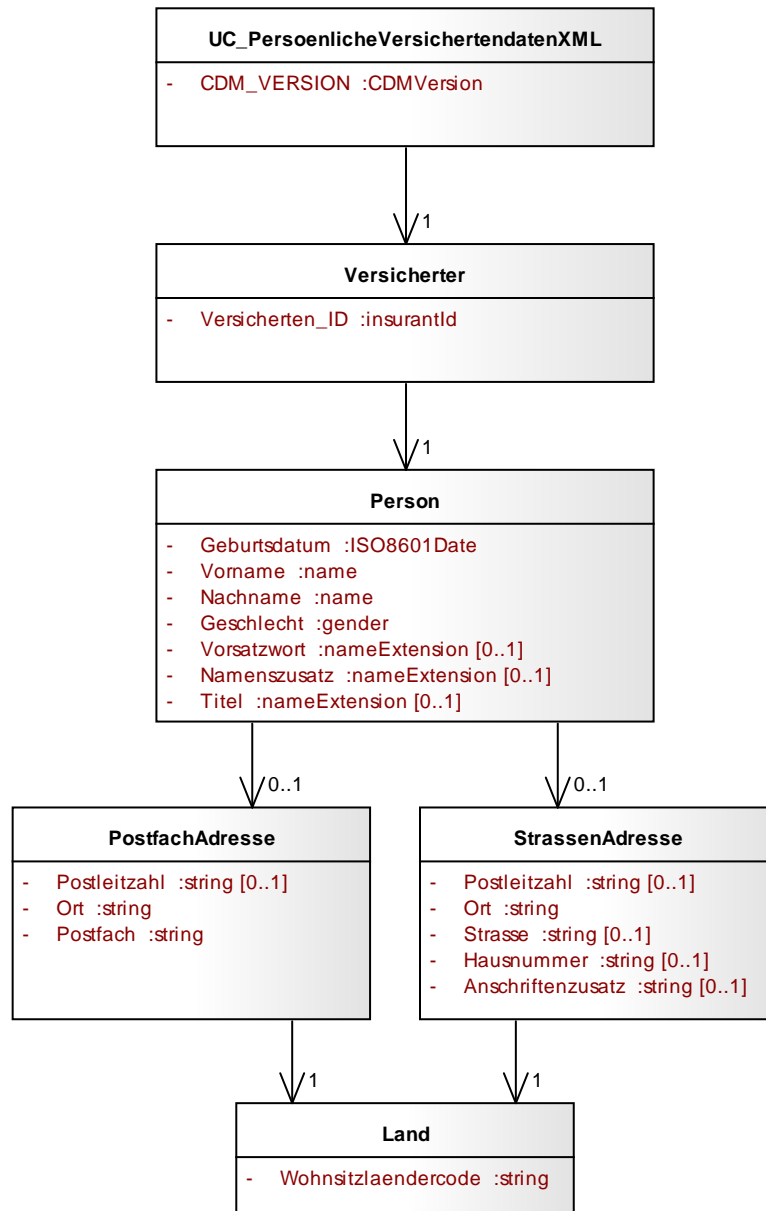 UC_PersoenlicheVersichertendatenXML
- CDM_VERSION :CDMVersion
1
Versicherter
- Versicherten_ID :insurantId
1
Person
- Geburtsdatum :ISO8601Date
- Vorname :name
- Nachname :name
- Geschlecht :gender
- Vorsatzwort :nameExtension [0..1]
- Namenszusatz :nameExtension [0..1]
- Titel :nameExtension [0..1]
0..1
0..1
PostfachAdresse
- Postleitzahl :string [0..1]
- Ort :string
- Postfach :string
StrassenAdresse
- Postleitzahl :string [0..1]
- Ort :string
- Strasse :string [0..1]
- Hausnummer :string [0..1]
- Anschriftenzusatz :string [0..1]
1
1
Land
- Wohnsitzlaendercode :string